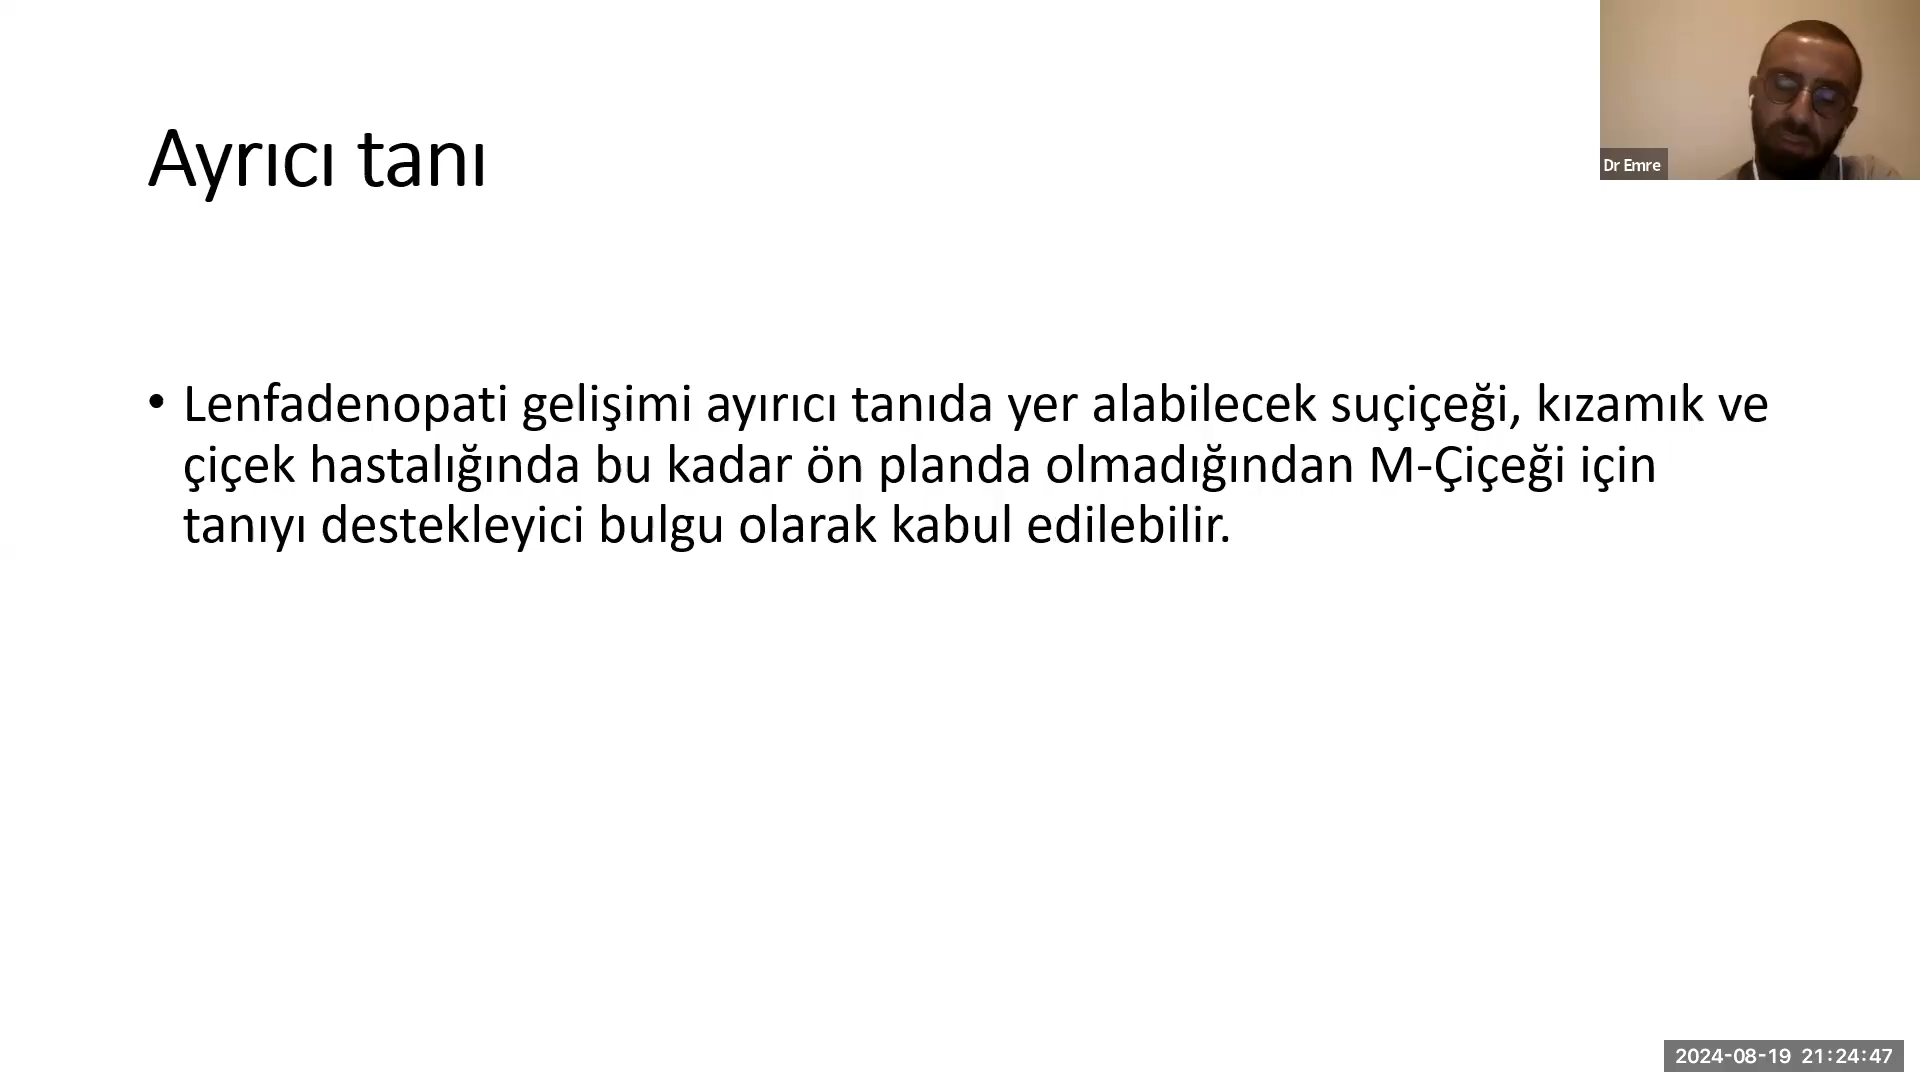 Ayrıcı tanı
Dr Emre
• Lenfadenopati gelişimi ayırıcı tanıda yer alabilecek suçiçeği, kızamık ve
çiçek hastalığında bu kadar ön planda olmadığından M-Çiçeği için
tanıyı destekleyici bulgu olarak kabul edilebilir.
2024-08-19 21:24:47